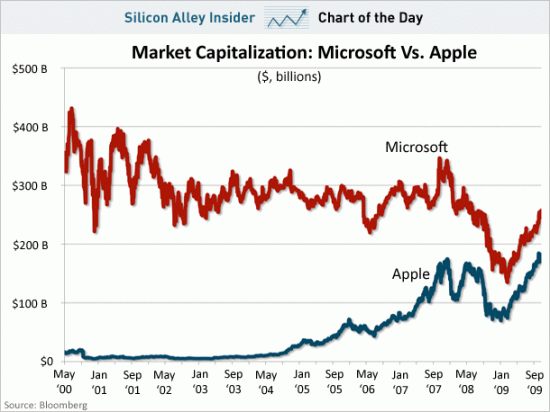 Silicon Alley Insider Chart of the Day
Market Capitalization: Microsoft Vs. Apple
($, billions)
$500 B
$400 B
$300 B
$200 B
$100 B
$0
Microsoft
Apple
May Jan Sep May Jan Sep May Jan Sep May Jan Sep May Jan Sep
'00 '01 '01 '02 '03 '03 '04 '05 '05 '06 '07 '07 '08 '09 '09
Source: Bloomberg